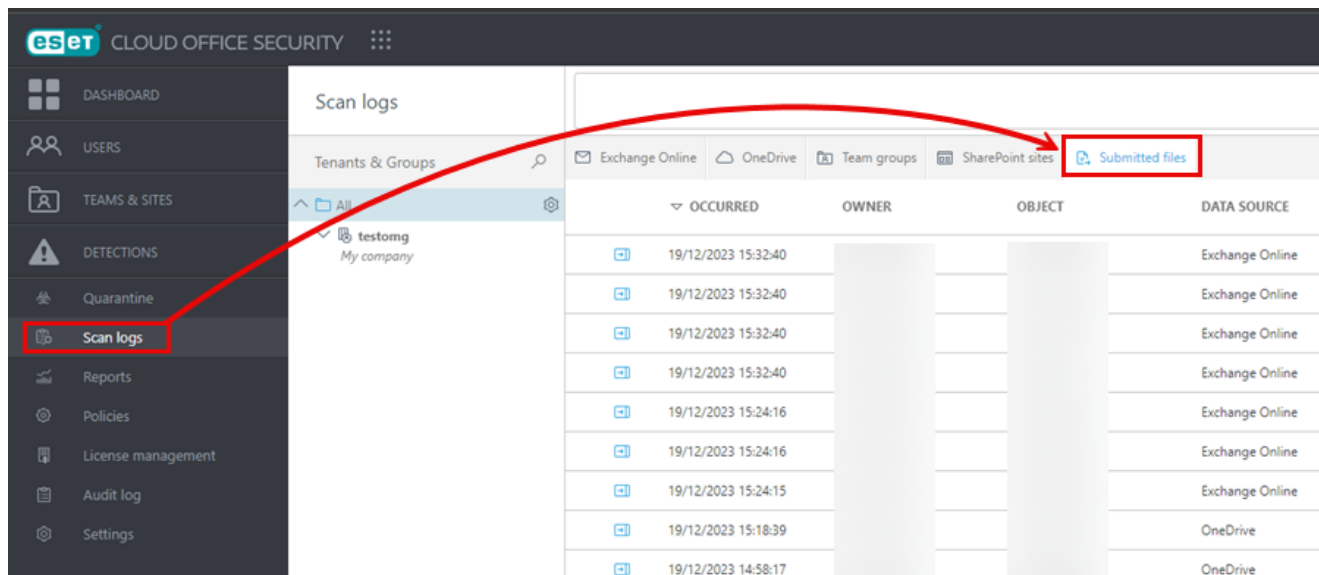 eset CLOUD OFFICE SECURITY
DASHBOARD
USERS
TEAMS & SITES
DETECTIONS
Quarantine
Scan logs
Reports
Policies
License management
Audit log
Settings
Scan logs
Tenants & Groups
All
testomg
My company
Exchange Online OneDrive Team groups SharePoint sites Submitted files
OCCURRED OWNER OBJECT DATA SOURCE
19/12/2023 15:32:40 Exchange Online
19/12/2023 15:32:40 Exchange Online
19/12/2023 15:32:40 Exchange Online
19/12/2023 15:32:40 Exchange Online
19/12/2023 15:24:16 Exchange Online
19/12/2023 15:24:16 Exchange Online
19/12/2023 15:24:15 Exchange Online
19/12/2023 15:18:39 OneDrive
19/12/2023 14:58:17 OneDrive